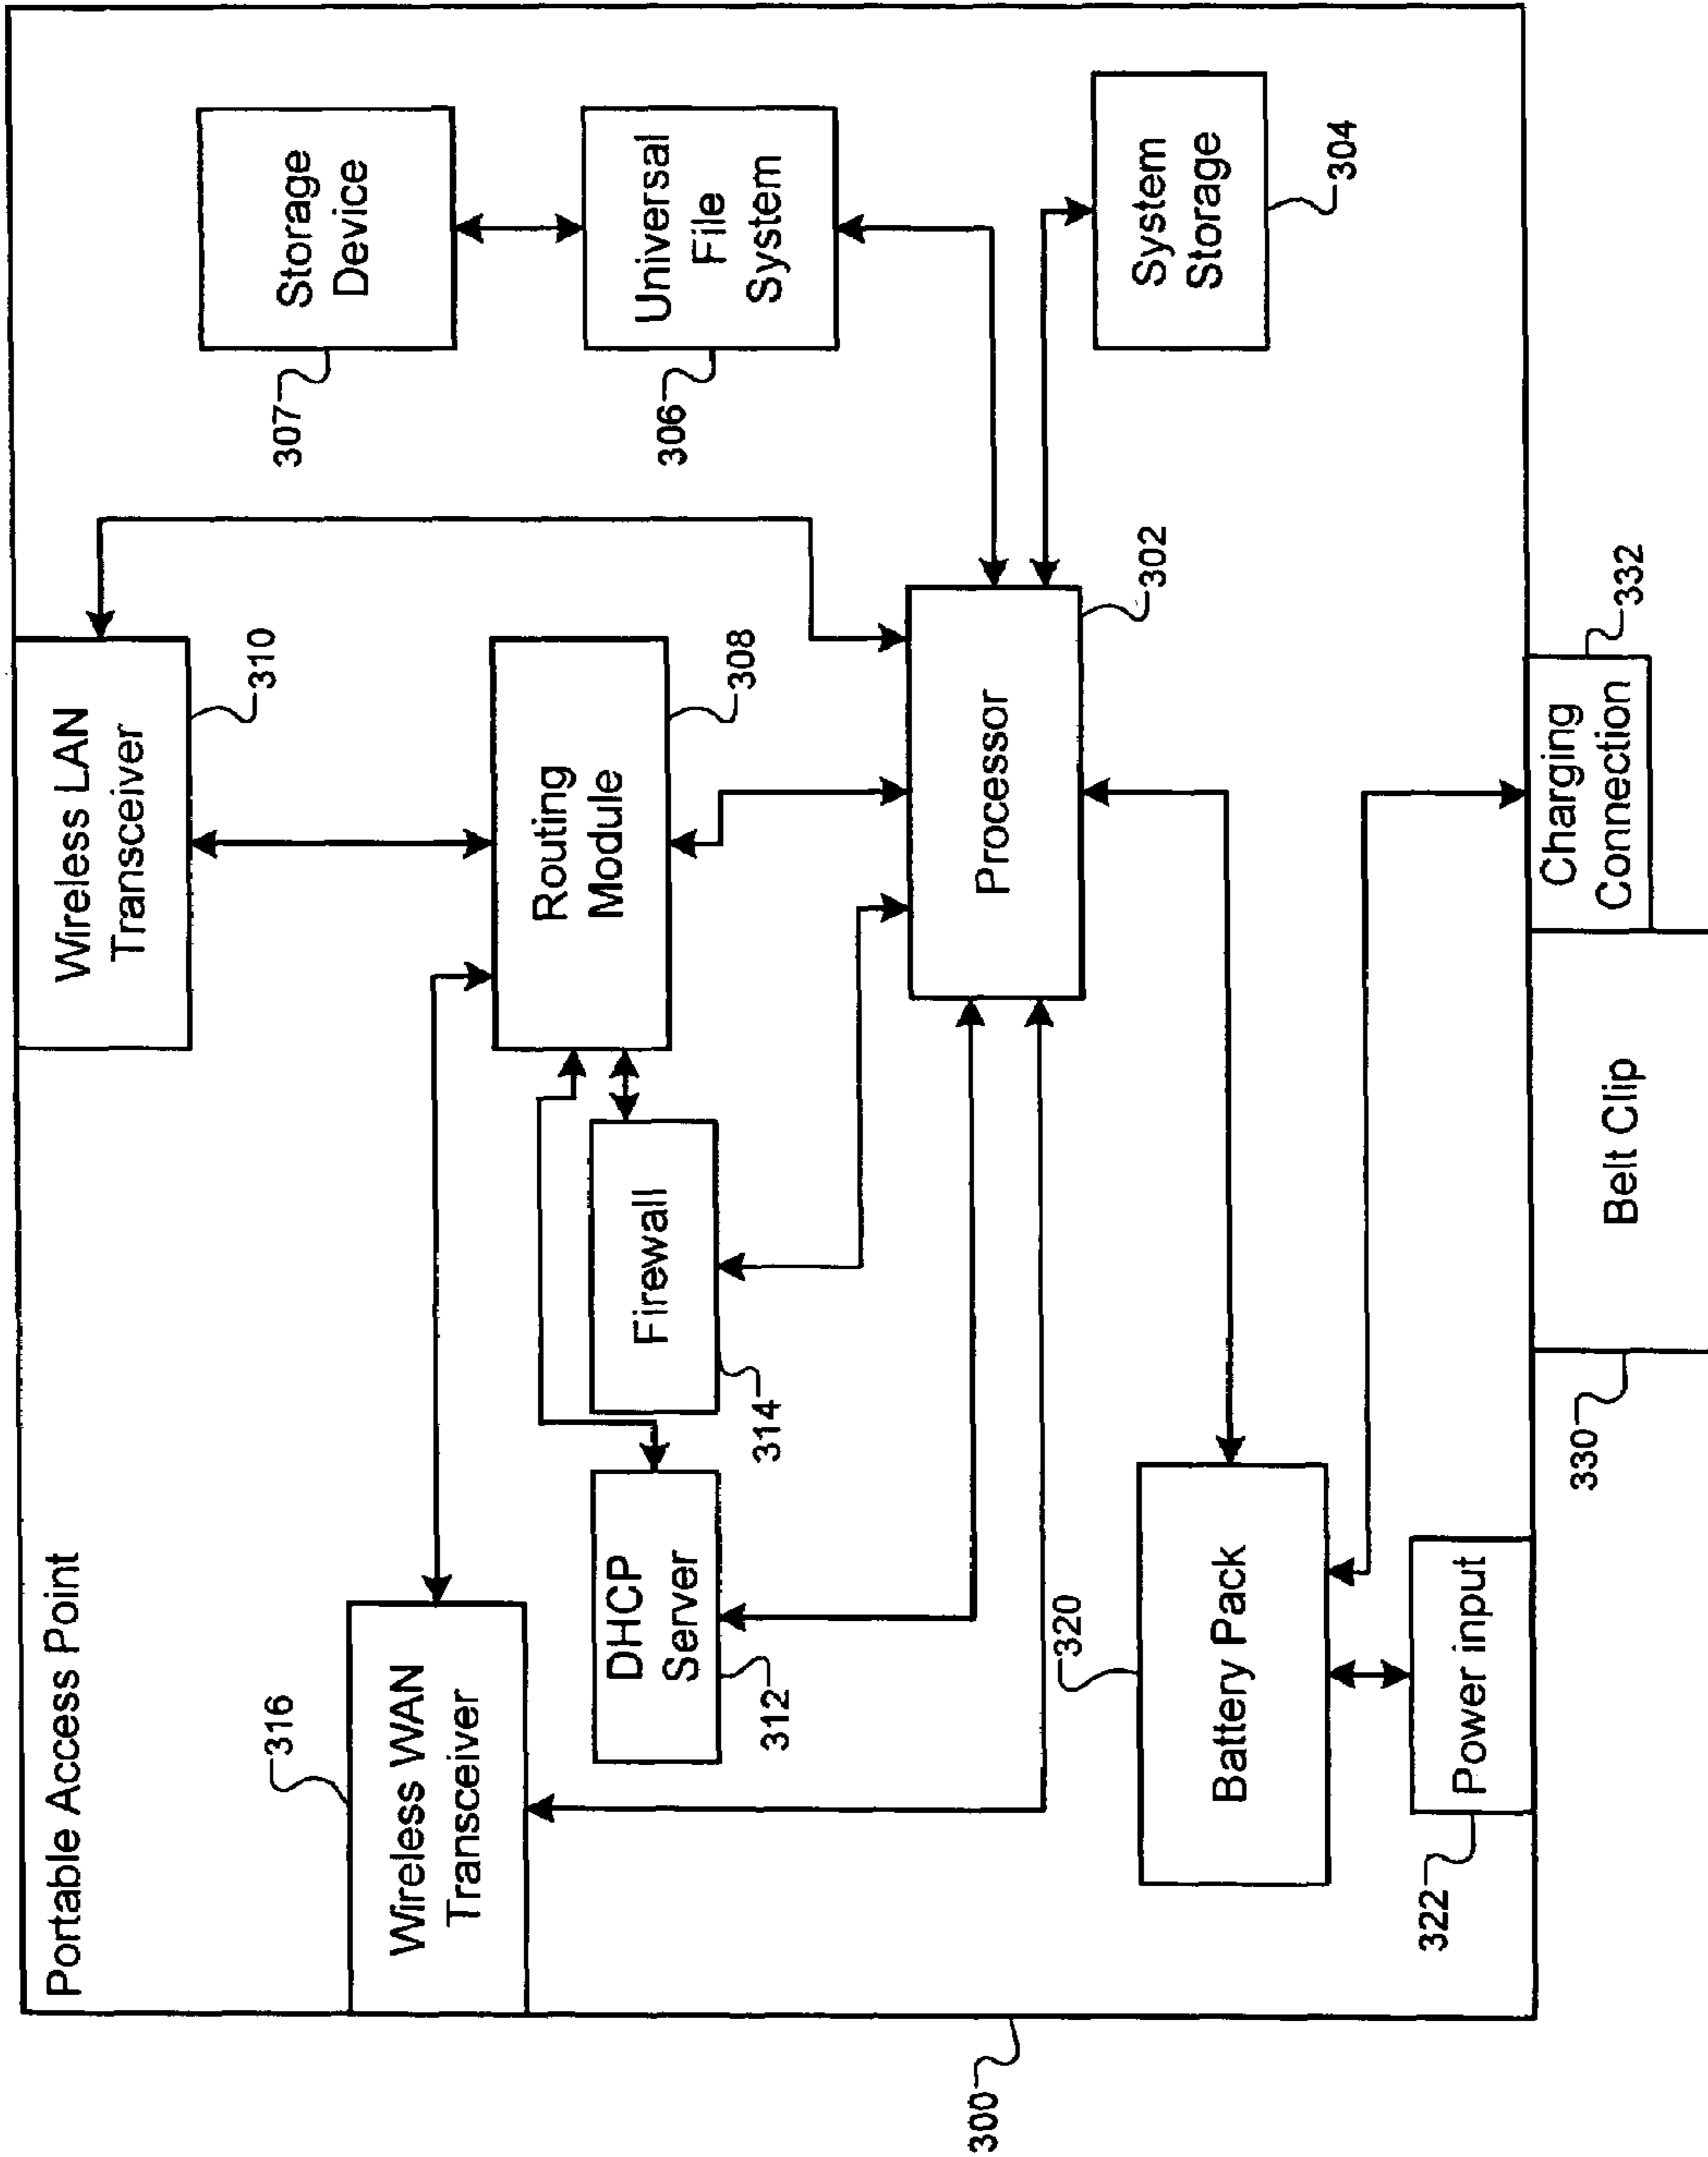 Portable Access Point
316
Wireless WAN
Transceiver
Wireless LAN
Transceiver
310
307
Storage
Device
DHCP
Server
312
Firewall
314
Routing
Module
308
306
Universal
File
System
Processor
302
320
Battery Pack
System
Storage
304
322
Power input
300
330
Belt Clip
Charging
Connection
332